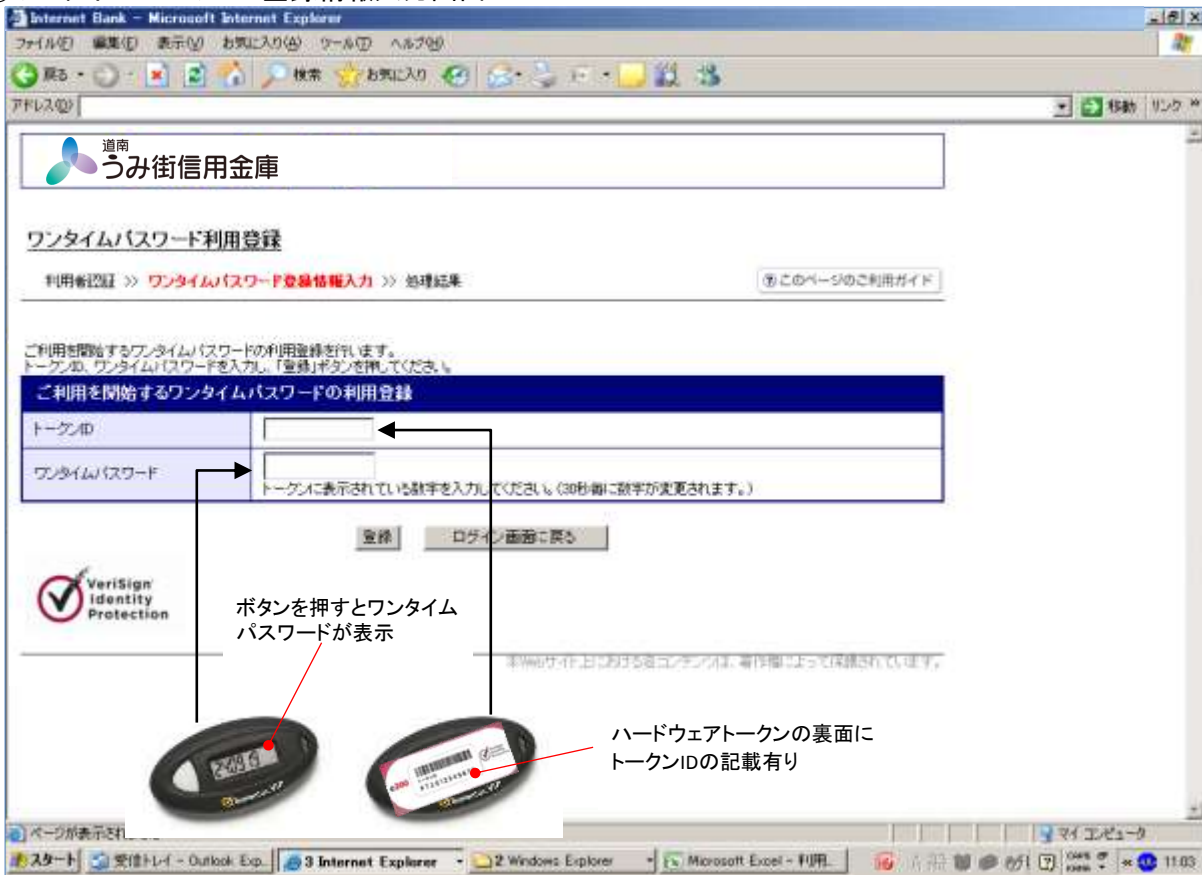 Internet Bank - Microsoft Internet Explorer
ファイル(F) 編集(E) 表示(V) お気に入り(A) ツール(T) ヘルプ(H)
戻る 検索 お気に入り
アドレス(D) 移動 リンク »
道南
うみ街信用金庫
ワンタイムパスワード利用登録
利用者認証 >> ワンタイムパスワード登録情報入力 >> 処理結果
? このページのご利用ガイド
ご利用を開始するワンタイムパスワードの利用登録を行います。
トークンID、ワンタイムパスワードを入力し、「登録」ボタンを押してください。
ご利用を開始するワンタイムパスワードの利用登録
トークンID
ワンタイムパスワード
トークンに表示されている数字を入力してください。(30秒毎に数字が変更されます。)
登録 ログイン画面に戻る
VeriSign
Identity
Protection
ボタンを押すとワンタイム
パスワードが表示
本Webサイト上における各コンテンツは、著作権によって保護されています。
ハードウェアトークンの裏面に
トークンIDの記載有り
ページが表示され
マイ コンピュータ
スタート 受信トレイ - Outlook Exp... 3 Internet Explorer 2 Windows Explorer Microsoft Excel - 利用... 11:03